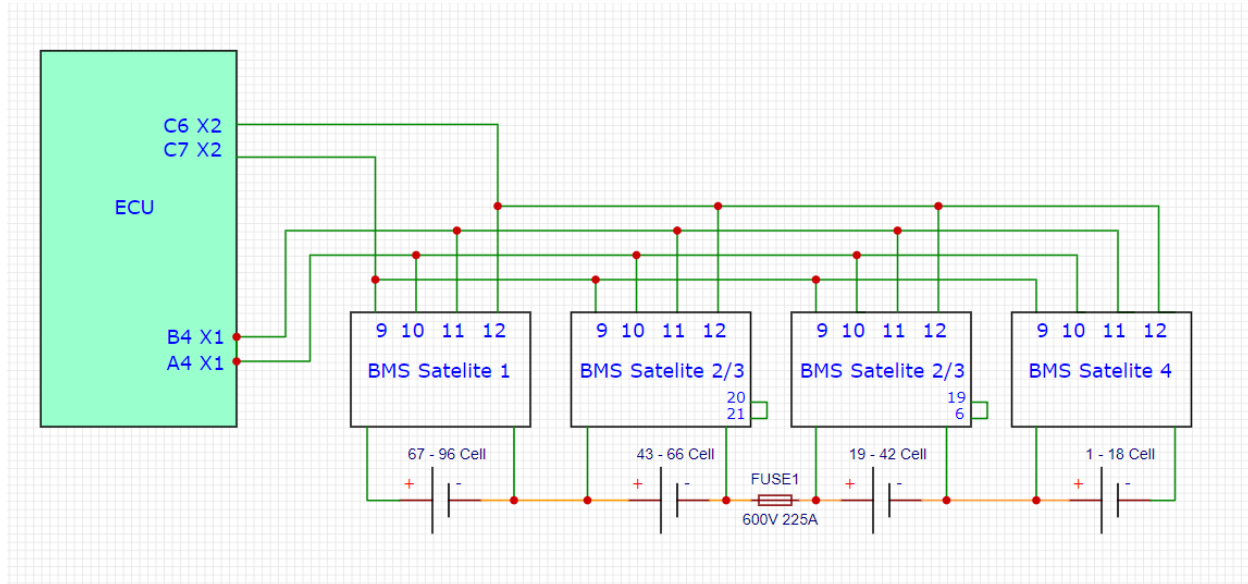 C6 X2
C7 X2
ECU
B4 X1
A4 X1
9 10 11 12
BMS Satelite 1
9 10 11 12
BMS Satelite 2/3
20
21
9 10 11 12
BMS Satelite 2/3
19
6
9 10 11 12
BMS Satelite 4
67 - 96 Cell
+ -
43 - 66 Cell
+ -
FUSE1
600V 225A
19 - 42 Cell
+ -
1 - 18 Cell
+ -